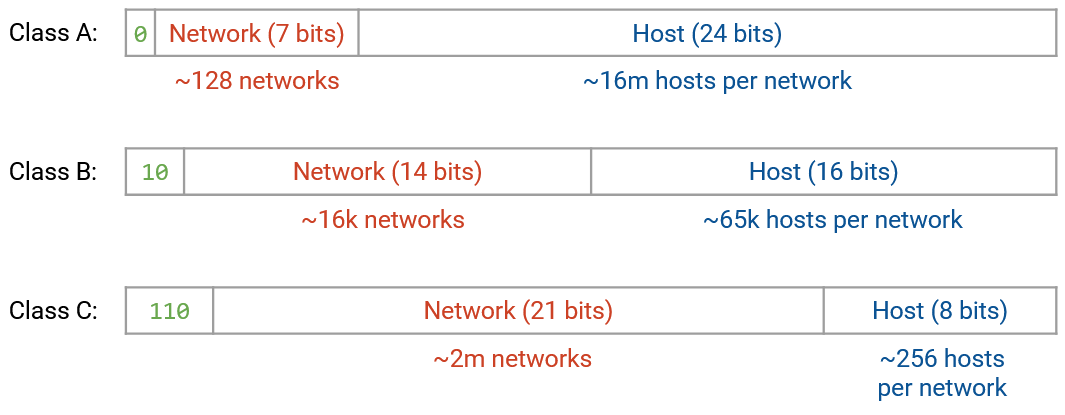 Class A: 0 Network (7 bits) Host (24 bits)
~128 networks ~16m hosts per network
Class B: 10 Network (14 bits) Host (16 bits)
~16k networks ~65k hosts per network
Class C: 110 Network (21 bits) Host (8 bits)
~2m networks ~256 hosts
per network